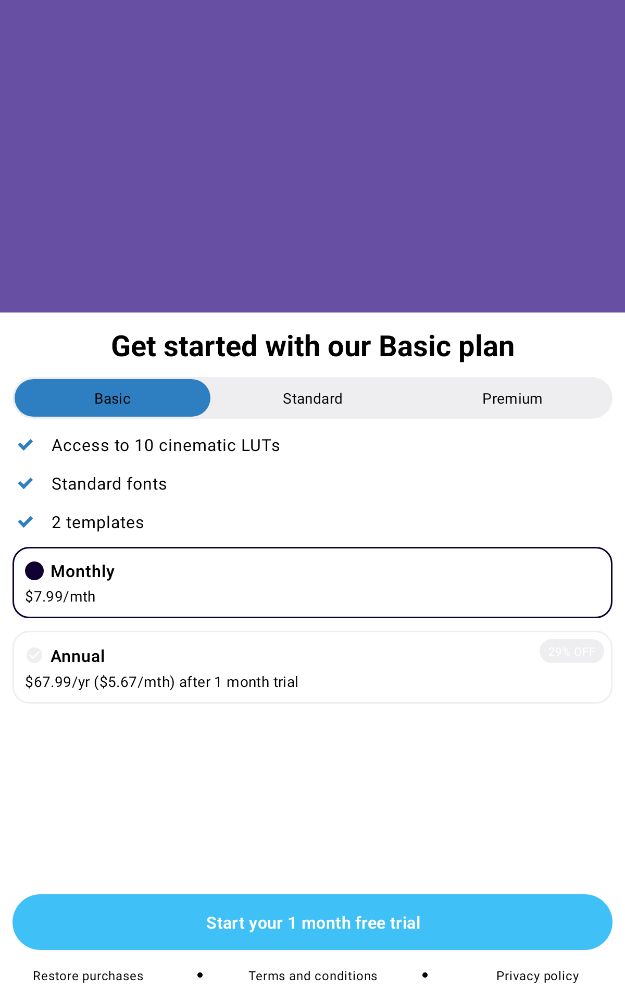 Get started with our Basic plan
Basic Standard Premium
Access to 10 cinematic LUTs
Standard fonts
2 templates
Monthly
$7.99/mth
29% OFF
Annual
$67.99/yr ($5.67/mth) after 1 month trial
Start your 1 month free trial
Restore purchases • Terms and conditions • Privacy policy